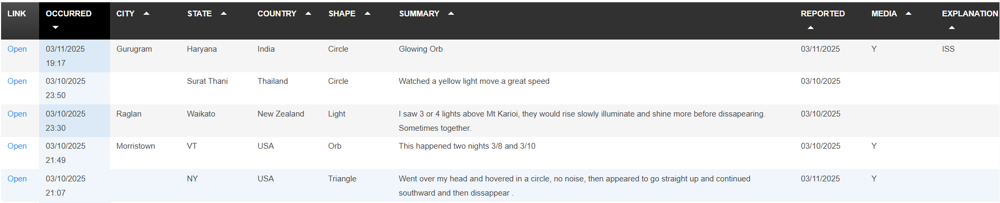 LINK OCCURRED CITY STATE COUNTRY SHAPE SUMMARY REPORTED MEDIA EXPLANATION
Open 03/11/2025 Gurugram Haryana India Circle Glowing Orb 03/11/2025 Y ISS
19:17
Open 03/10/2025 Surat Thani Thailand Circle Watched a yellow light move a great speed 03/10/2025
23:50
Open 03/10/2025 Raglan Waikato New Zealand Light I saw 3 or 4 lights above Mt Karioi, they would rise slowly illuminate and shine more before dissapearing. 03/10/2025
23:30 Sometimes together.
Open 03/10/2025 Morristown VT USA Orb This happened two nights 3/8 and 3/10 03/10/2025 Y
21:49
Open 03/10/2025 NY USA Triangle Went over my head and hovered in a circle, no noise, then appeared to go straight up and continued 03/11/2025 Y
21:07 southward and then dissappear .